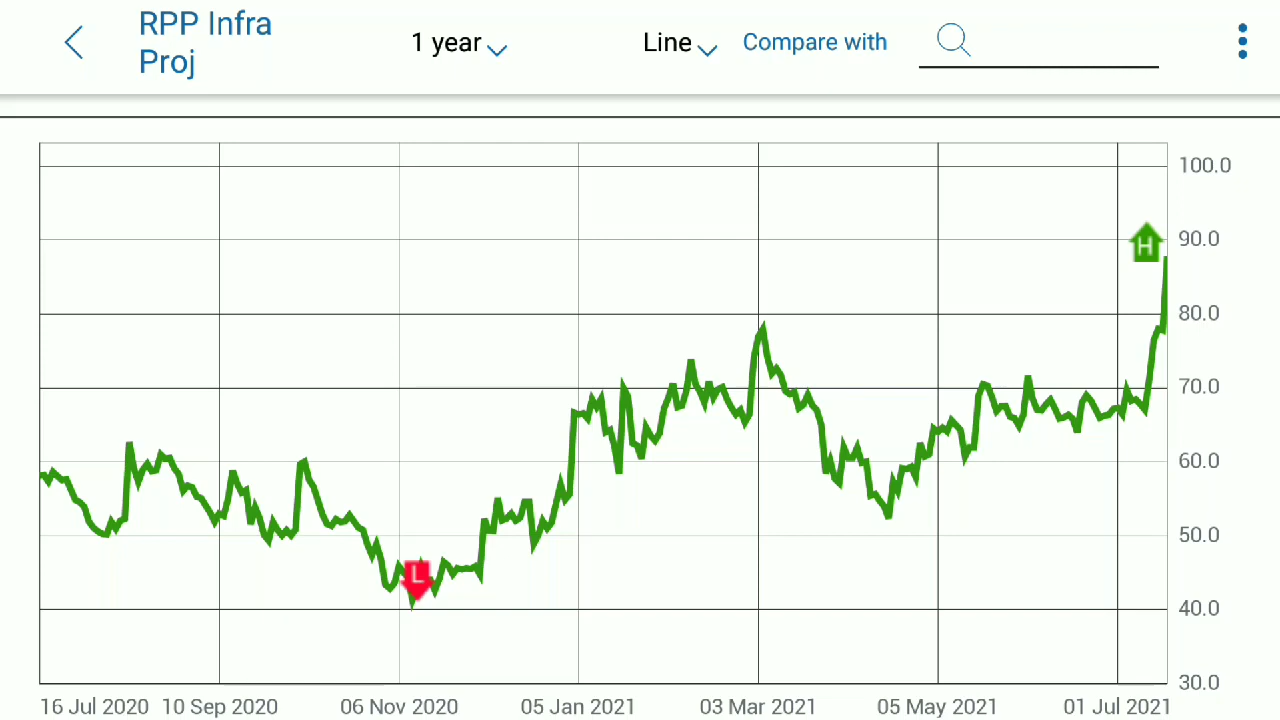 RPP Infra
Proj
1 year
Line
Compare with
H
100.0
90.0
80.0
70.0
60.0
50.0
L
40.0
30.0
16 Jul 2020 10 Sep 2020 06 Nov 2020 05 Jan 2021 03 Mar 2021 05 May 2021 01 Jul 2021